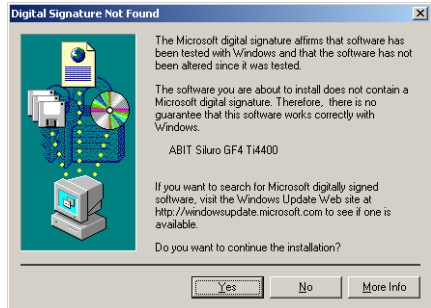 Digital Signature Not Found
The Microsoft digital signature affirms that software has
been tested with Windows and that the software has not
been altered since it was tested.
The software you are about to install does not contain a
Microsoft digital signature. Therefore, there is no
guarantee that this software works correctly with
Windows.
ABIT Siluro GF4 Ti4400
If you want to search for Microsoft digitally signed
software, visit the Windows Update Web site at
http://windowsupdate.microsoft.com to see if one is
available.
Do you want to continue the installation?
Yes No More Info